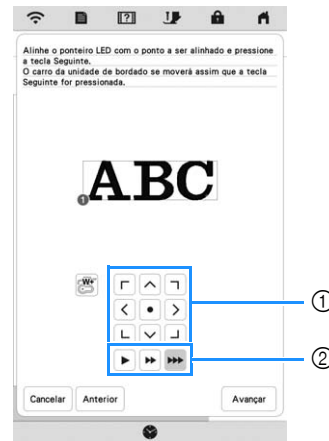 Alinhe o ponteiro LED com o ponto a ser alinhado e pressione
a tecla Seguinte.
O carro da unidade de bordado se moverá assim que a tecla
Seguinte for pressionada.
ABC
1
W+
①
②
Cancelar Anterior Avançar